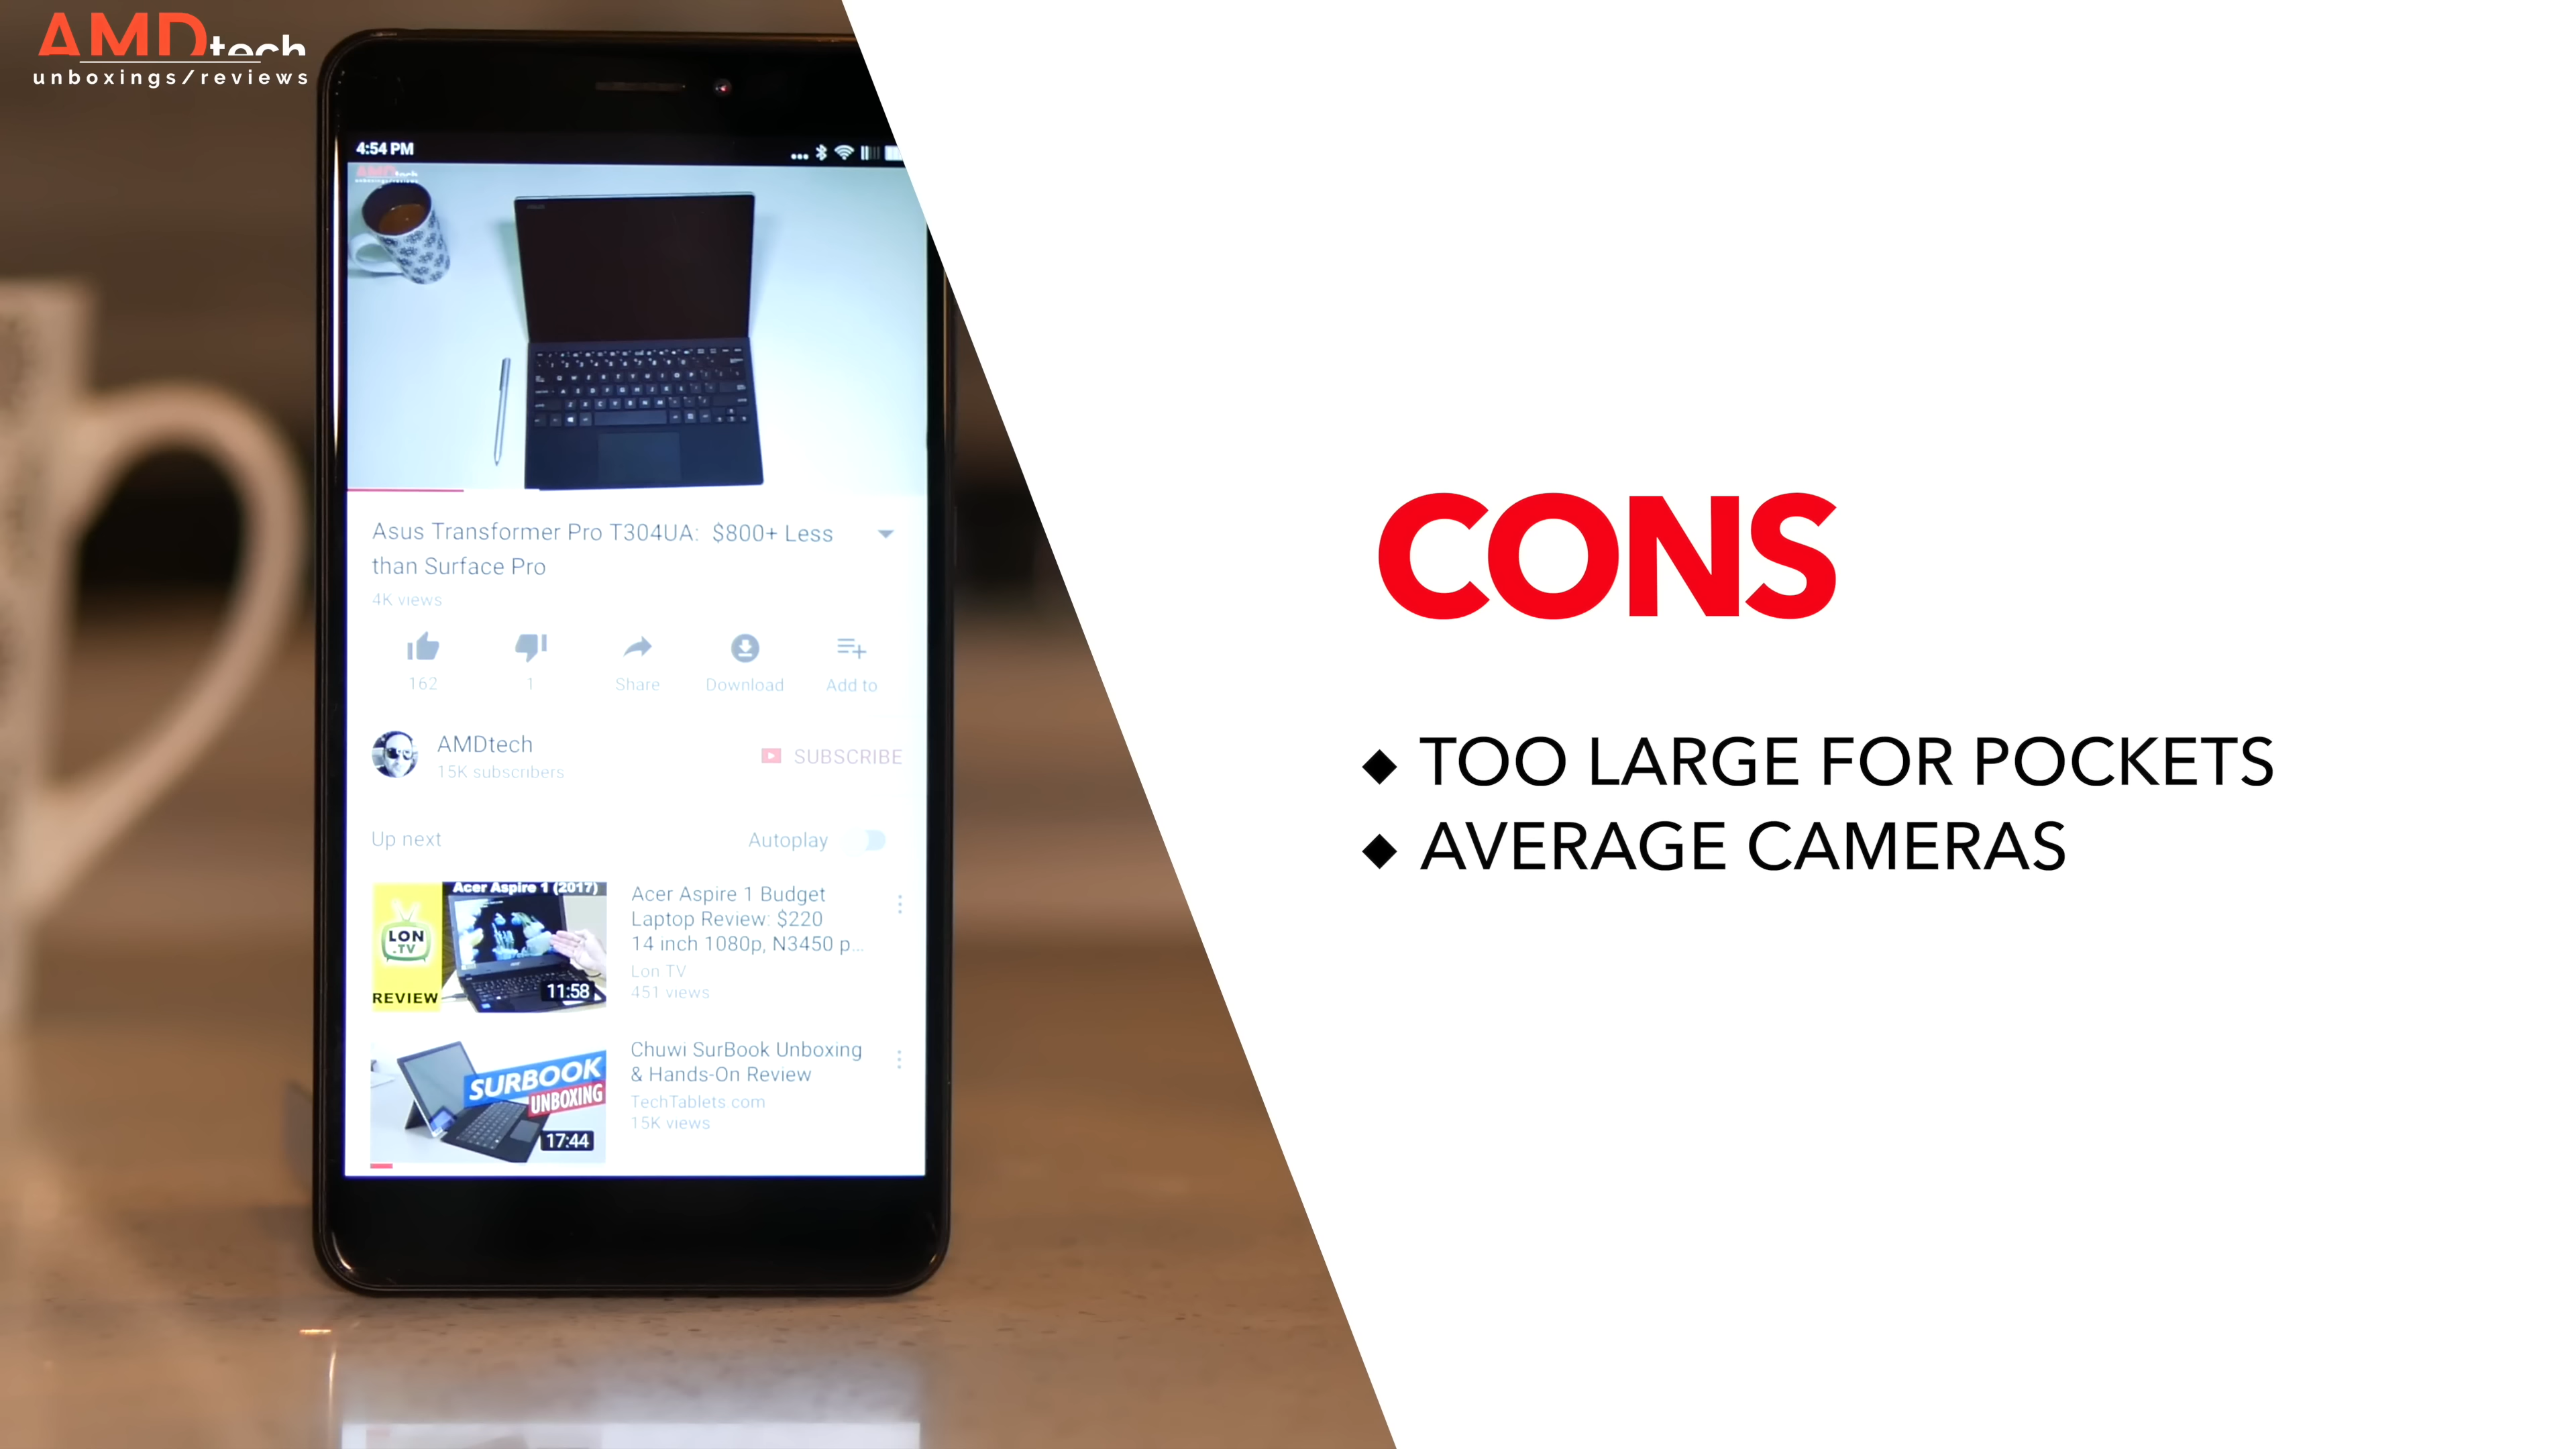 AMDtech
unboxings/reviews
4:54 PM
Asus Transformer Pro T304UA: $800+ Less
than Surface Pro
4K views
162
1
Share
Download
Add to
AMDtech
SUBSCRIBE
15K subscribers
Up next
Autoplay
Acer Aspire 1 (2017)
LON
.TV
REVIEW
11:58
Acer Aspire 1 Budget
Laptop Review: $220
14 inch 1080p, N3450 p...
Lon TV
451 views
SURBOOK
UNBOXING
17:44
Chuwi SurBook Unboxing
& Hands-On Review
TechTablets com
15K views
CONS
◆ TOO LARGE FOR POCKETS
◆ AVERAGE CAMERAS